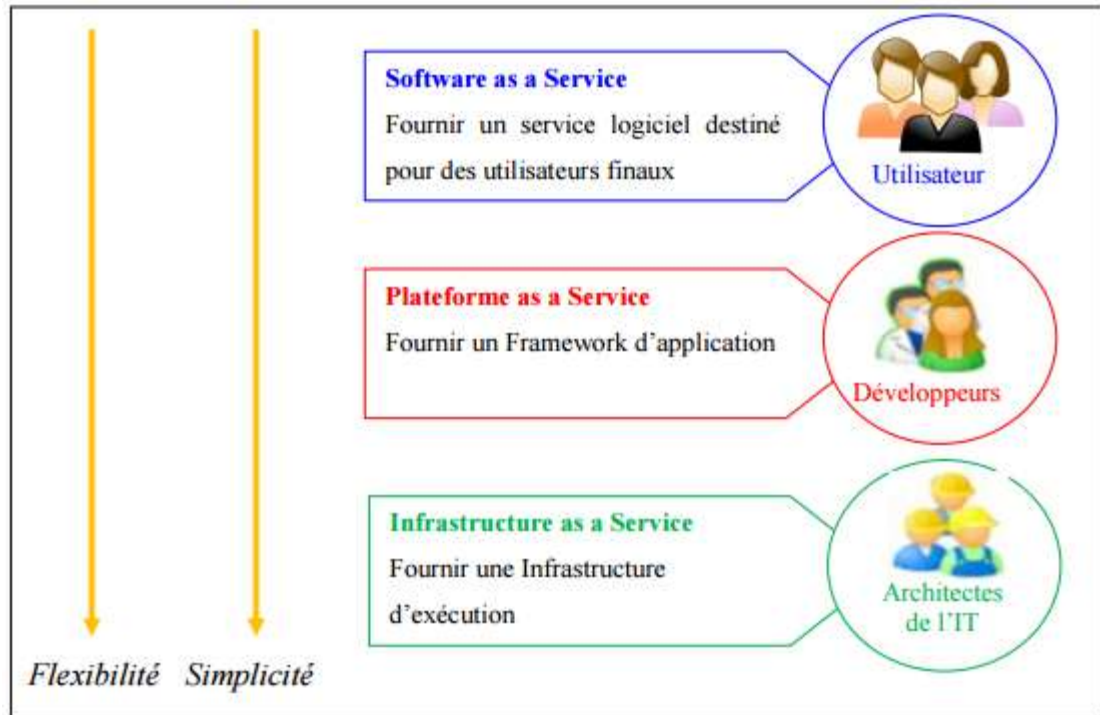 Software as a Service
Fournir un service logiciel destiné
pour des utilisateurs finaux
Utilisateur
Plateforme as a Service
Fournir un Framework d'application
Développeurs
Infrastructure as a Service
Fournir une Infrastructure
d'exécution
Architectes
de l'IT
Flexibilité Simplicité